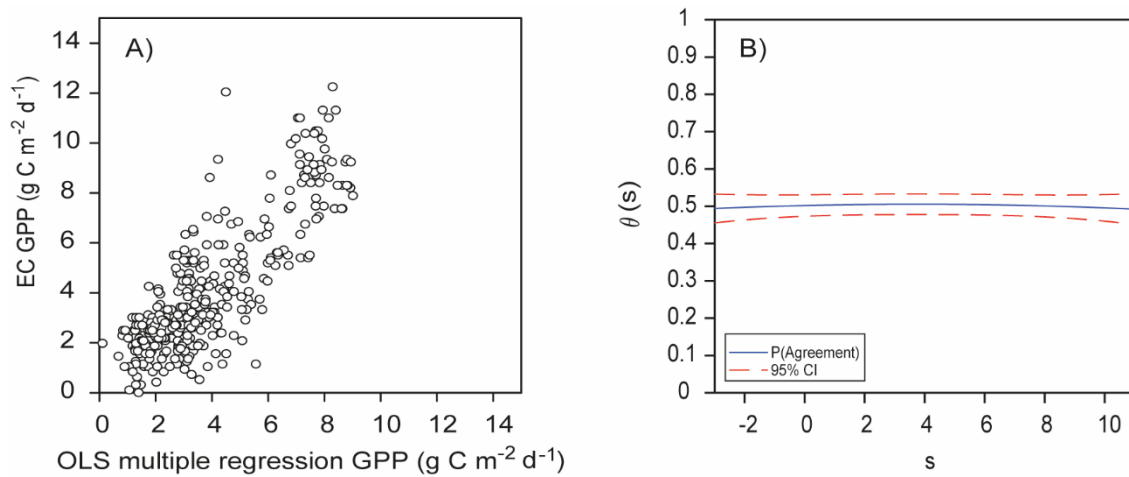 A)
EC GPP (g C m⁻² d⁻¹)
14
12
10
8
6
4
2
0
0 2 4 6 8 10 12 14
OLS multiple regression GPP (g C m⁻² d⁻¹)
B)
θ (s)
1
0.9
0.8
0.7
0.6
0.5
0.4
0.3
0.2
0.1
0
P(Agreement)
95% CI
-2 0 2 4 6 8 10
s